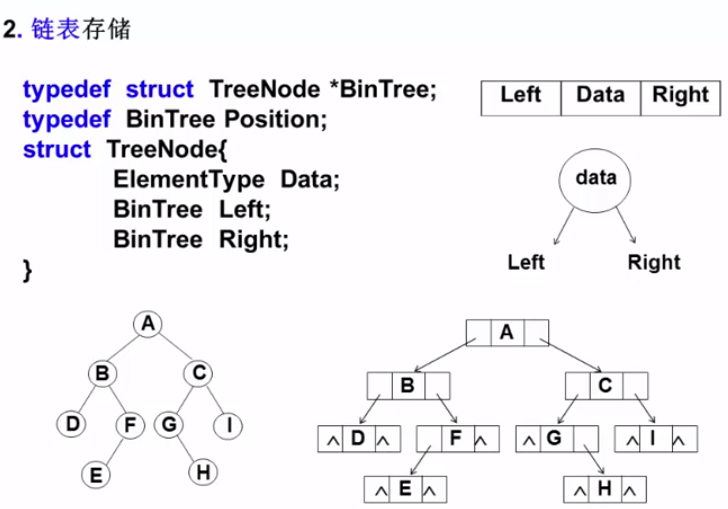 2. 链表存储
typedef struct TreeNode *BinTree;
typedef BinTree Position;
struct TreeNode{
ElementType Data;
BinTree Left;
BinTree Right;
}
Left Data Right
data
Left Right
A
B C
D F G I
E H
A
B C
∧ D ∧ F ∧ ∧ G ∧ I ∧
∧ E ∧ ∧ H ∧